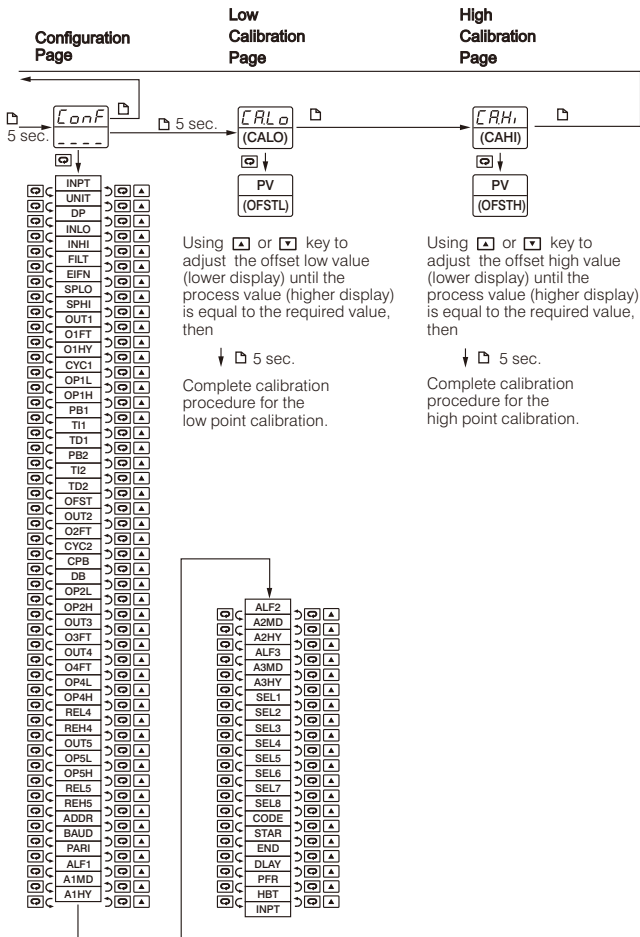 Configuration
Page
Low
Calibration
Page
High
Calibration
Page
5 sec.
ConF
_ _ _ _
5 sec.
CALo
(CALO)
CAHi
(CAHI)
INPT
UNIT
DP
INLO
INHI
FILT
EIFN
SPLO
SPHI
OUT1
O1FT
O1HY
CYC1
OP1L
OP1H
PB1
TI1
TD1
PB2
TI2
TD2
OFST
OUT2
O2FT
CYC2
CPB
DB
OP2L
OP2H
OUT3
O3FT
OUT4
O4FT
OP4L
OP4H
REL4
REH4
OUT5
OP5L
OP5H
REL5
REH5
ADDR
BAUD
PARI
ALF1
A1MD
A1HY
PV
(OFSTL)
Using ▲ or ▼ key to
adjust the offset low value
(lower display) until the
process value (higher display)
is equal to the required value,
then
5 sec.
Complete calibration
procedure for the
low point calibration.
PV
(OFSTH)
Using ▲ or ▼ key to
adjust the offset high value
(lower display) until the
process value (higher display)
is equal to the required value,
then
5 sec.
Complete calibration
procedure for the
high point calibration.
ALF2
A2MD
A2HY
ALF3
A3MD
A3HY
SEL1
SEL2
SEL3
SEL4
SEL5
SEL6
SEL7
SEL8
CODE
STAR
END
DLAY
PFR
HBT
INPT